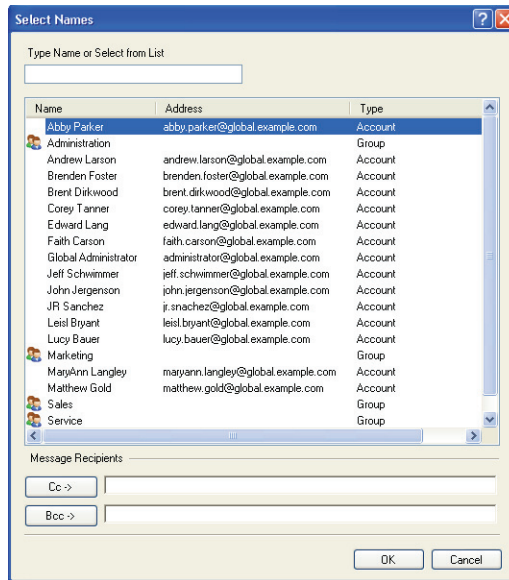 Select Names
Type Name or Select from List
Name Address Type
Abby Parker abby.parker@global.example.com Account
Administration Group
Andrew Larson andrew.larson@global.example.com Account
Brenden Foster brenden.foster@global.example.com Account
Brent Dirkwood brent.dirkwood@global.example.com Account
Corey Tanner corey.tanner@global.example.com Account
Edward Lang edward.lang@global.example.com Account
Faith Carson faith.carson@global.example.com Account
Global Administrator administrator@global.example.com Account
Jeff Schwimmer jeff.schwimmer@global.example.com Account
John Jergenson john.jergenson@global.example.com Account
JR Sanchez jr.snachez@global.example.com Account
Leisl Bryant leisl.bryant@global.example.com Account
Lucy Bauer lucy.bauer@global.example.com Account
Marketing Group
MaryAnn Langley maryann.langley@global.example.com Account
Matthew Gold matthew.gold@global.example.com Account
Sales Group
Service Group
Message Recipients
Cc ->
Bcc ->
OK Cancel